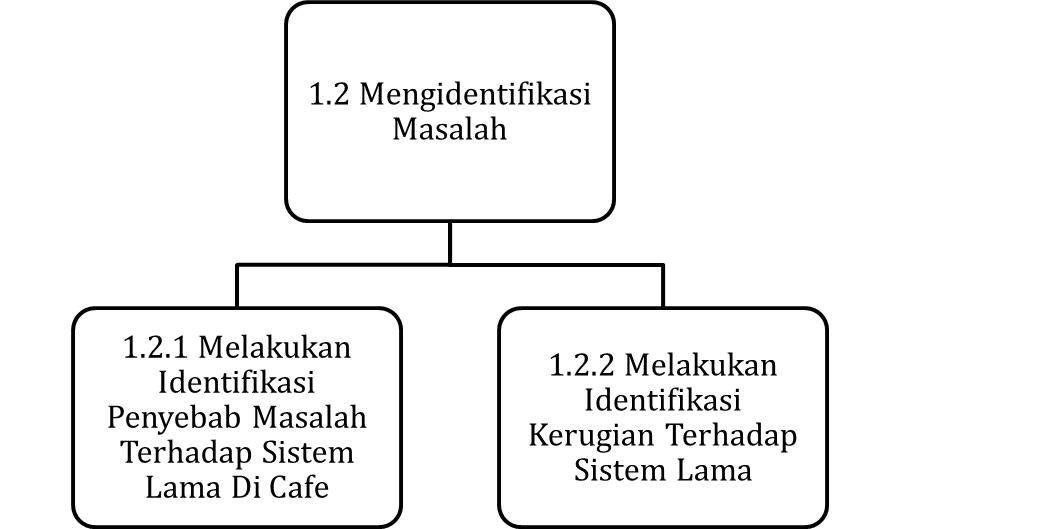 1.2 Mengidentifikasi
Masalah
1.2.1 Melakukan
Identifikasi
Penyebab Masalah
Terhadap Sistem
Lama Di Cafe
1.2.2 Melakukan
Identifikasi
Kerugian Terhadap
Sistem Lama